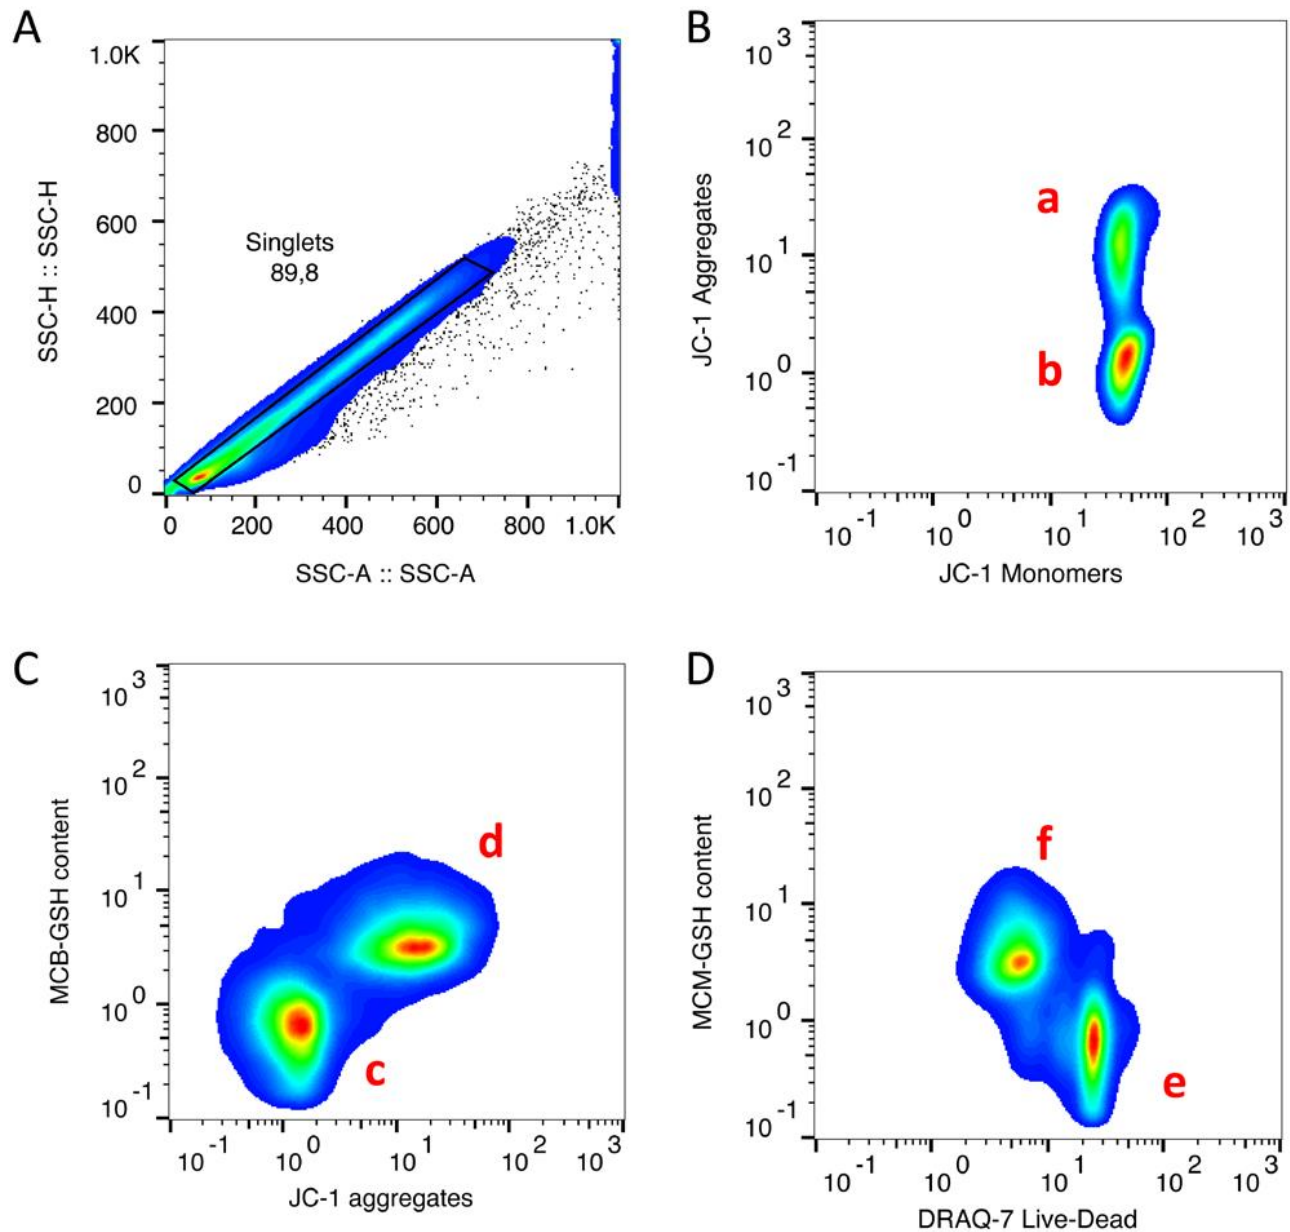 A
1.0K
800
600
400
200
0
SSC-H :: SSC-H
Singlets
89,8
0 200 400 600 800 1.0K
SSC-A :: SSC-A
B
10 3
10 2
10 1
10 0
10 -1
JC-1 Aggregates
a
b
10 -1 10 0 10 1 10 2 10 3
JC-1 Monomers
C
10 3
10 2
10 1
10 0
10 -1
MCB-GSH content
d
c
10 -1 10 0 10 1 10 2 10 3
JC-1 aggregates
D
10 3
10 2
10 1
10 0
10 -1
MCM-GSH content
f
e
10 -1 10 0 10 1 10 2 10 3
DRAQ-7 Live-Dead